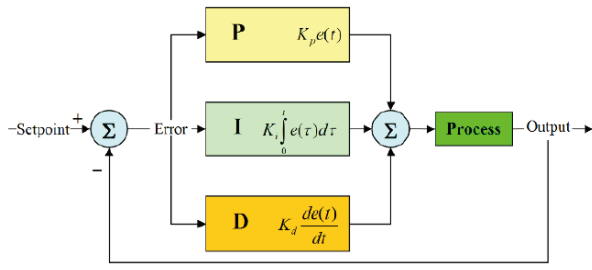 P K_p e(t)
Setpoint + Σ Error I K_i ∫_0^t e(τ)dτ Σ Process Output
−
D K_d de(t)/dt